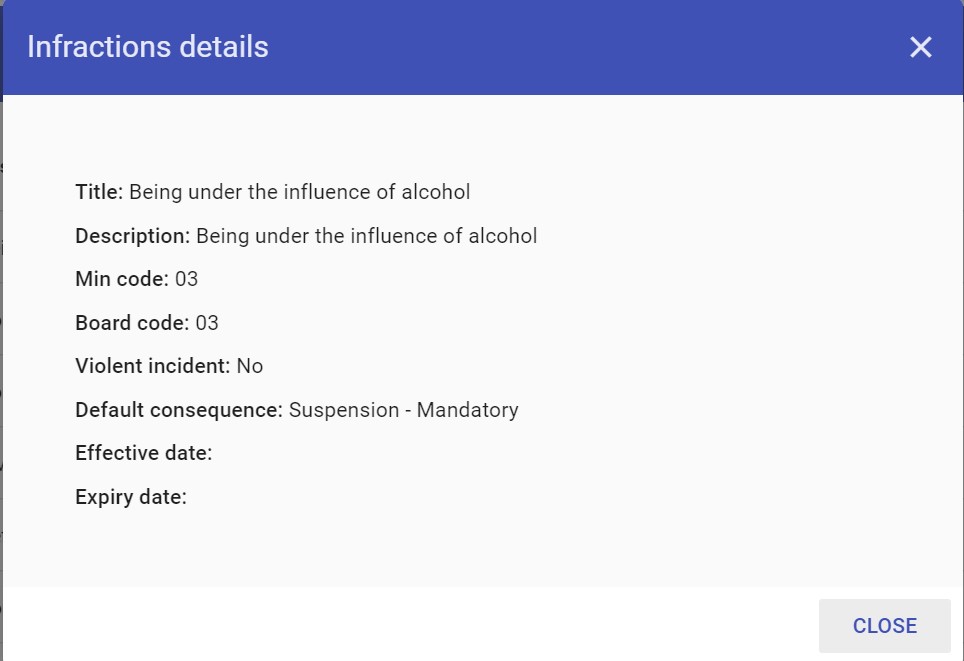 Infractions details
Title: Being under the influence of alcohol
Description: Being under the influence of alcohol
Min code: 03
Board code: 03
Violent incident: No
Default consequence: Suspension - Mandatory
Effective date:
Expiry date:
CLOSE